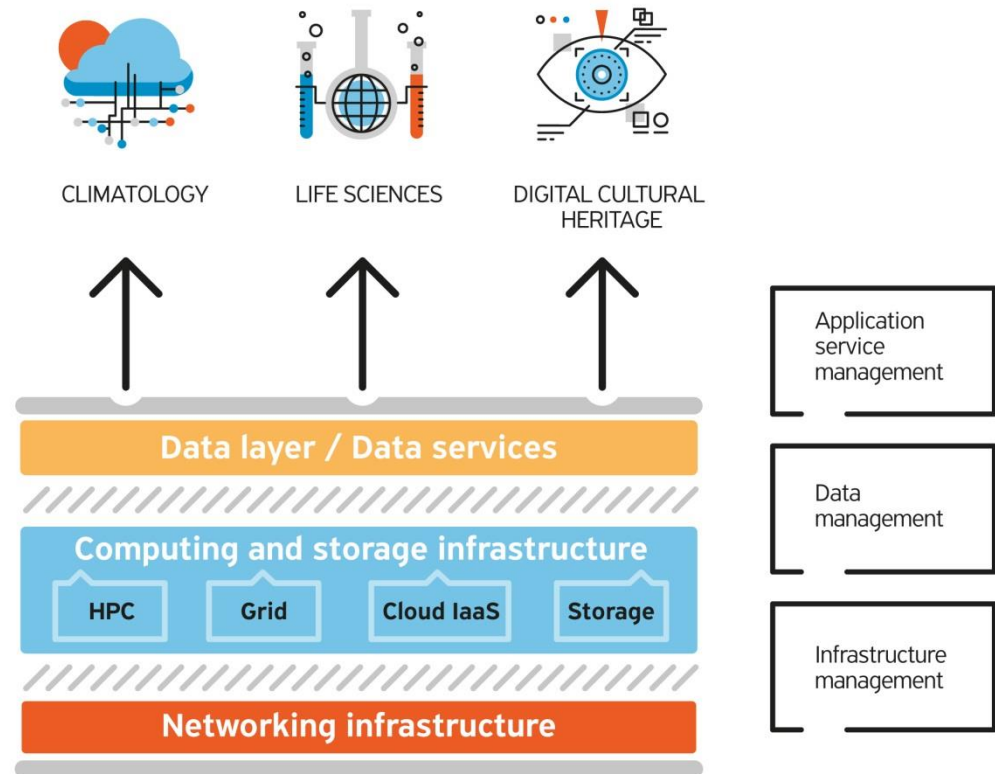 CLIMATOLOGY
LIFE SCIENCES
DIGITAL CULTURAL
HERITAGE
Application
service
management
Data layer / Data services
Data
management
Computing and storage infrastructure
HPC
Grid
Cloud IaaS
Storage
Infrastructure
management
Networking infrastructure